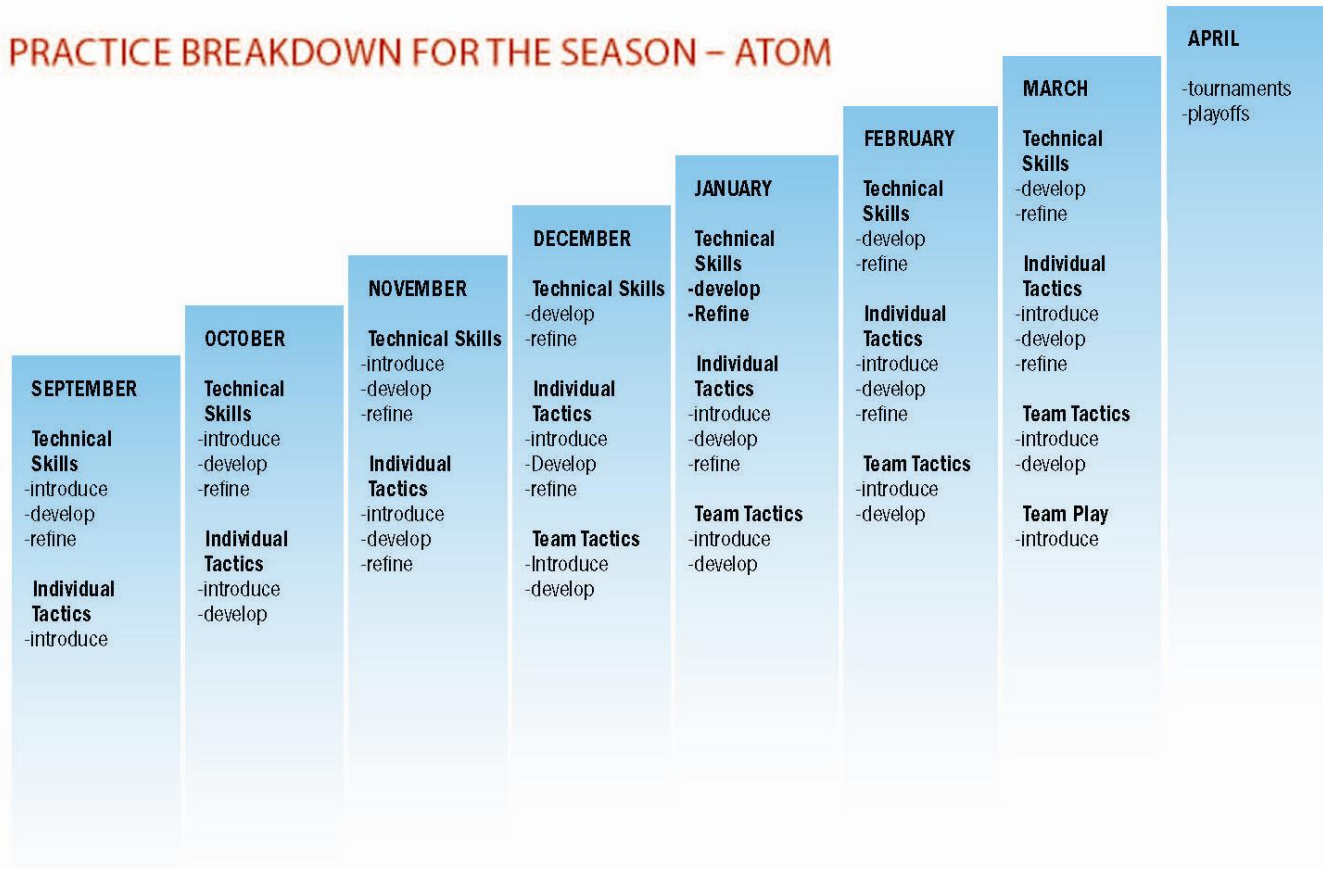 PRACTICE BREAKDOWN FOR THE SEASON – ATOM
SEPTEMBER
Technical
Skills
-introduce
-develop
-refine
Individual
Tactics
-introduce
OCTOBER
Technical
Skills
-introduce
-develop
-refine
Individual
Tactics
-introduce
-develop
NOVEMBER
Technical Skills
-introduce
-develop
-refine
Individual
Tactics
-introduce
-develop
-refine
DECEMBER
Technical Skills
-develop
-refine
Individual
Tactics
-introduce
-Develop
-refine
Team Tactics
-Introduce
-develop
JANUARY
Technical
Skills
-develop
-Refine
Individual
Tactics
-introduce
-develop
-refine
Team Tactics
-introduce
-develop
FEBRUARY
Technical
Skills
-develop
-refine
Individual
Tactics
-introduce
-develop
-refine
Team Tactics
-introduce
-develop
MARCH
Technical
Skills
-develop
-refine
Individual
Tactics
-introduce
-develop
-refine
Team Tactics
-introduce
-develop
Team Play
-introduce
APRIL
-tournaments
-playoffs